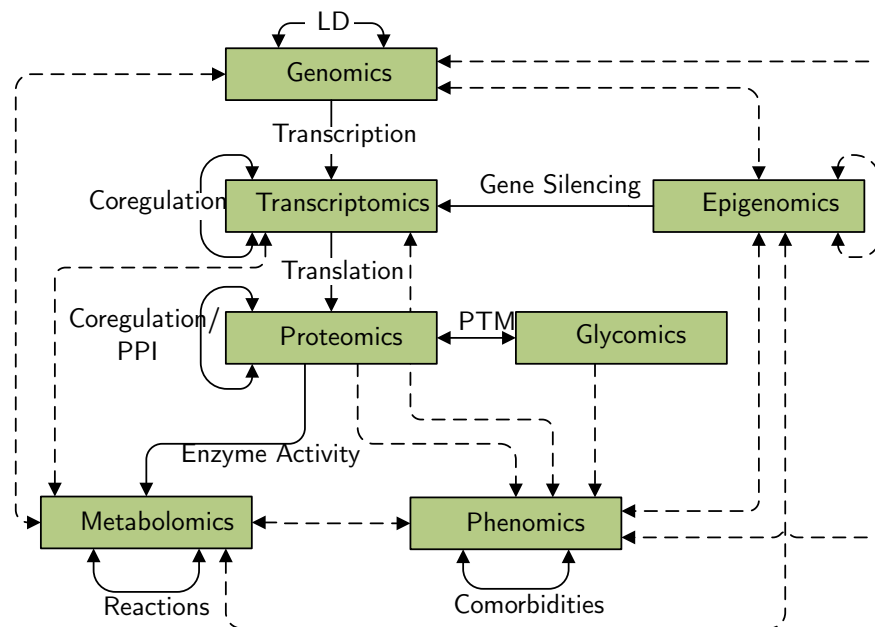 LD
Genomics
Transcription
Gene Silencing
Coregulation
Transcriptomics
Epigenomics
Translation
Coregulation/
PPI
Proteomics
PTM
Glycomics
Enzyme Activity
Metabolomics
Phenomics
Reactions
Comorbidities